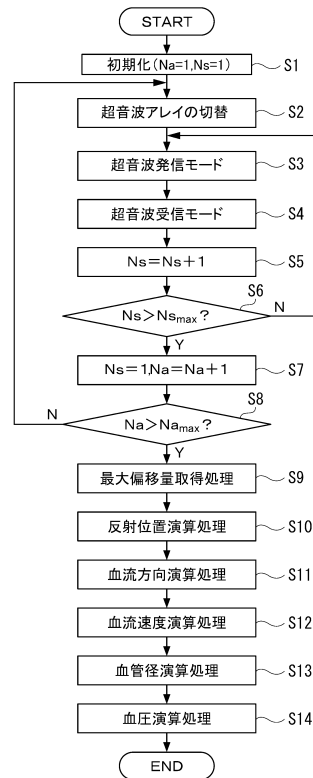 START
初期化(Na=1,Ns=1) S1
超音波アレイの切替 S2
超音波発信モード S3
超音波受信モード S4
Ns=Ns+1 S5
S6
Ns>Nsmax? N
Y
Ns=1,Na=Na+1 S7
N S8
Na>Namax?
Y
最大偏移量取得処理 S9
反射位置演算処理 S10
血流方向演算処理 S11
血流速度演算処理 S12
血管径演算処理 S13
血圧演算処理 S14
END